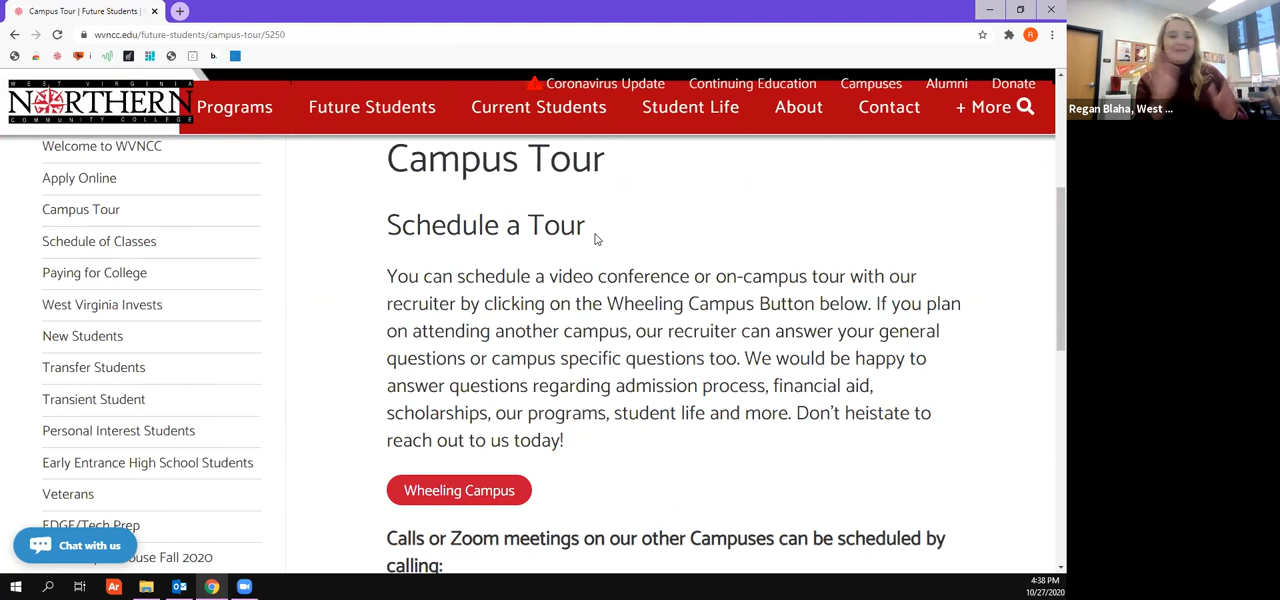 Campus Tour | Future Students |
wvncc.edu/future-students/campus-tour/5250
R
b.
WEST VIRGINIA
NORTHERN
COMMUNITY COLLEGE
Coronavirus Update Continuing Education Campuses Alumni Donate
Programs Future Students Current Students Student Life About Contact + More
Regan Blaha, West ...
Welcome to WVNCC
Apply Online
Campus Tour
Schedule of Classes
Paying for College
West Virginia Invests
New Students
Transfer Students
Transient Student
Personal Interest Students
Early Entrance High School Students
Veterans
EDGE/Tech Prep
ouse Fall 2020
Chat with us
Campus Tour
Schedule a Tour
You can schedule a video conference or on-campus tour with our
recruiter by clicking on the Wheeling Campus Button below. If you plan
on attending another campus, our recruiter can answer your general
questions or campus specific questions too. We would be happy to
answer questions regarding admission process, financial aid,
scholarships, our programs, student life and more. Don't heistate to
reach out to us today!
Wheeling Campus
Calls or Zoom meetings on our other Campuses can be scheduled by
calling:
Ar
4:38 PM
10/27/2020